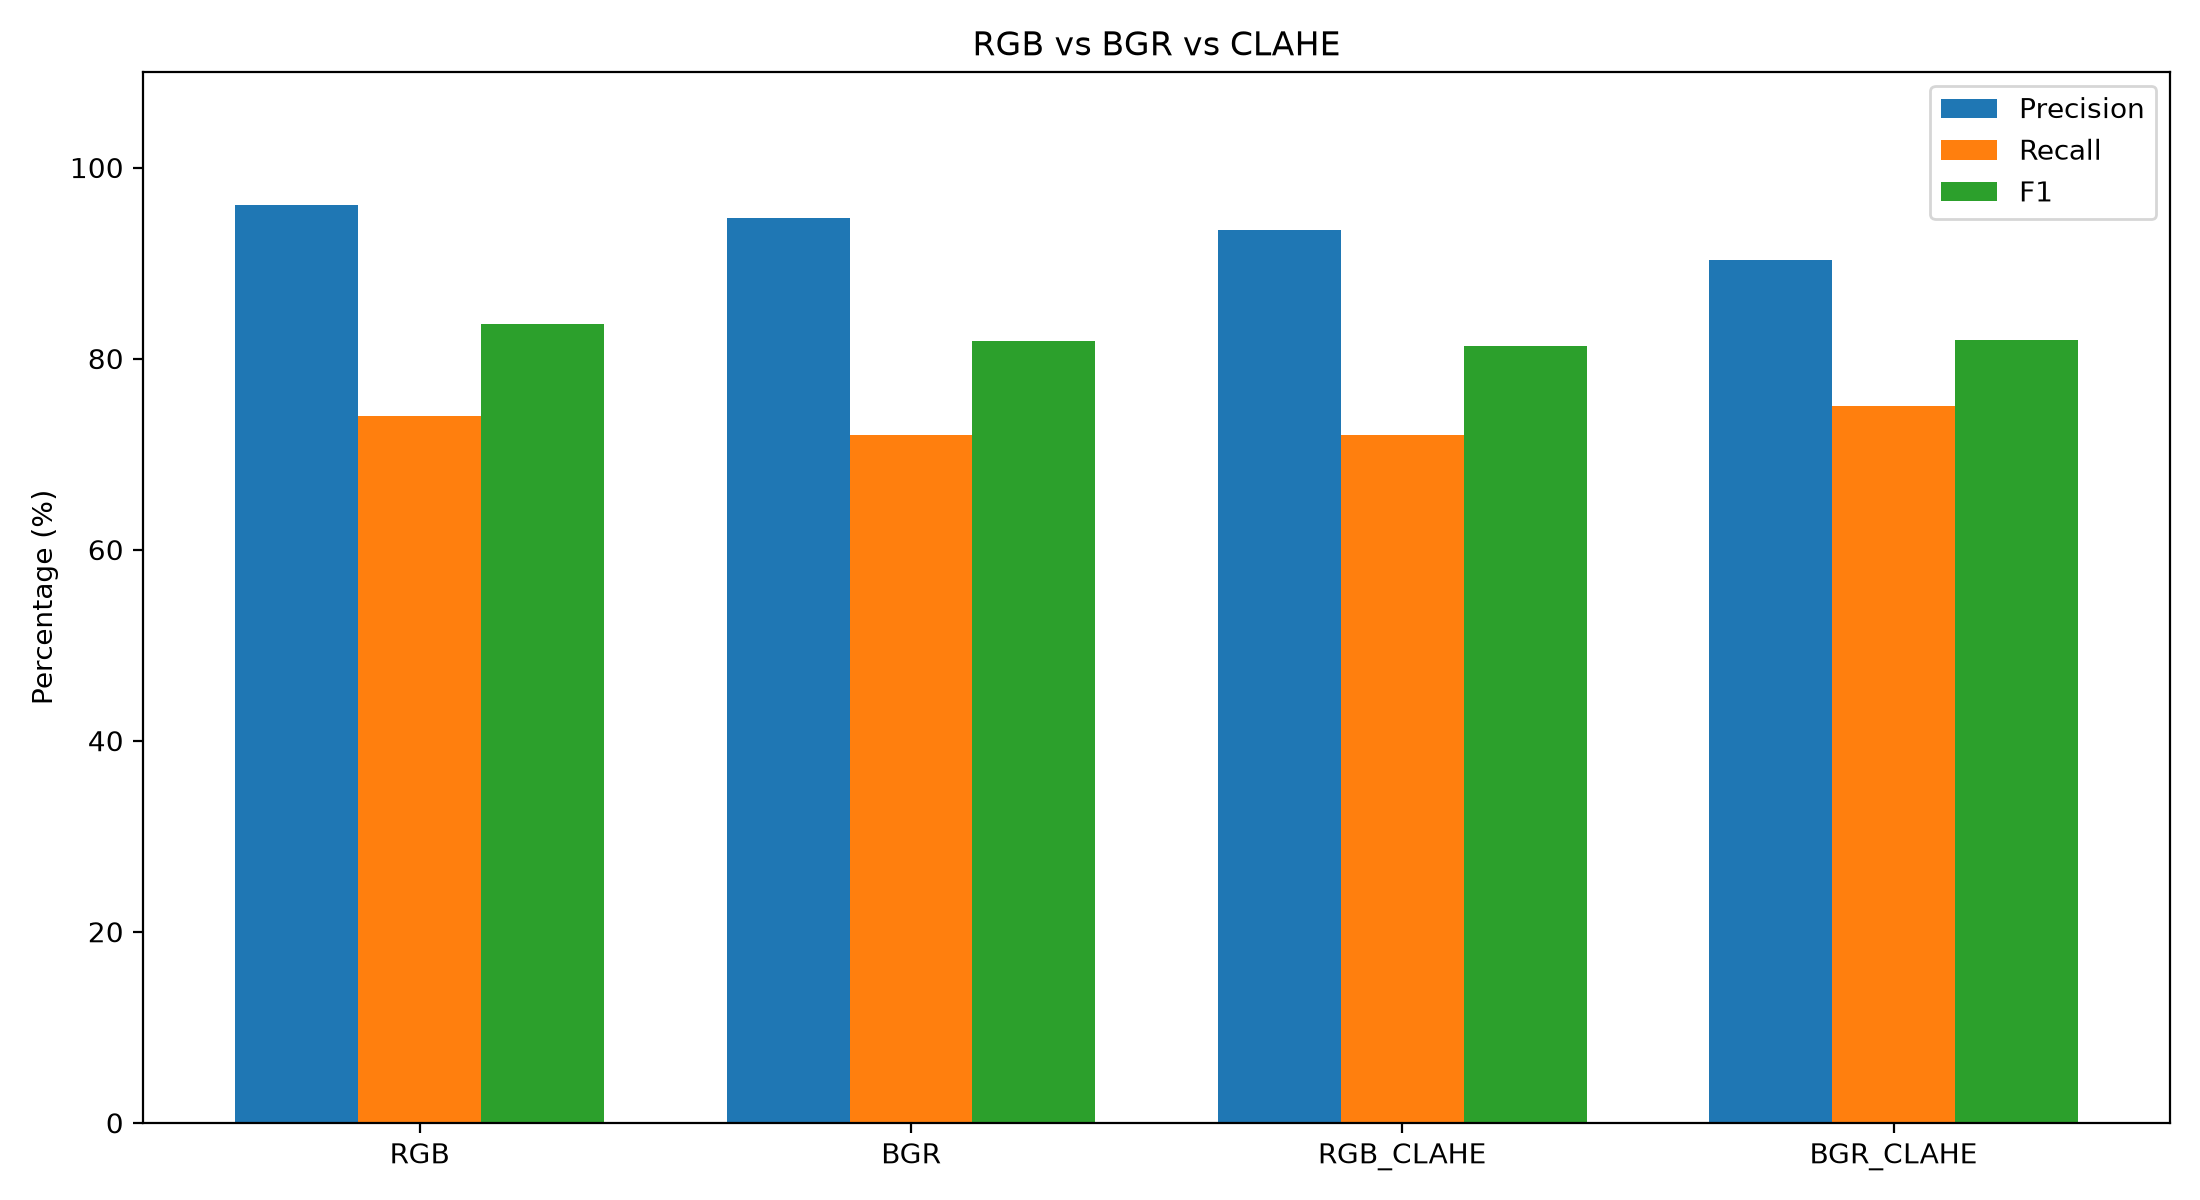 RGB vs BGR vs CLAHE
Precision
Recall
F1
Percentage (%)
100
80
60
40
20
0
RGB
BGR
RGB_CLAHE
BGR_CLAHE